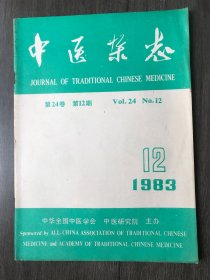 中医杂志
JOURNAL OF TRADITIONAL CHINESE MEDICINE
第24卷 第12期 Vol.24 No.12
12
1983
中华全国中医学会 中医研究院 主办
Sponsored by ALL-CHINA ASSOCIATION OF TRADITIONAL CHINESE
MEDICINE and ACADEMY OF TRADITIONAL CHINESE MEDICINE